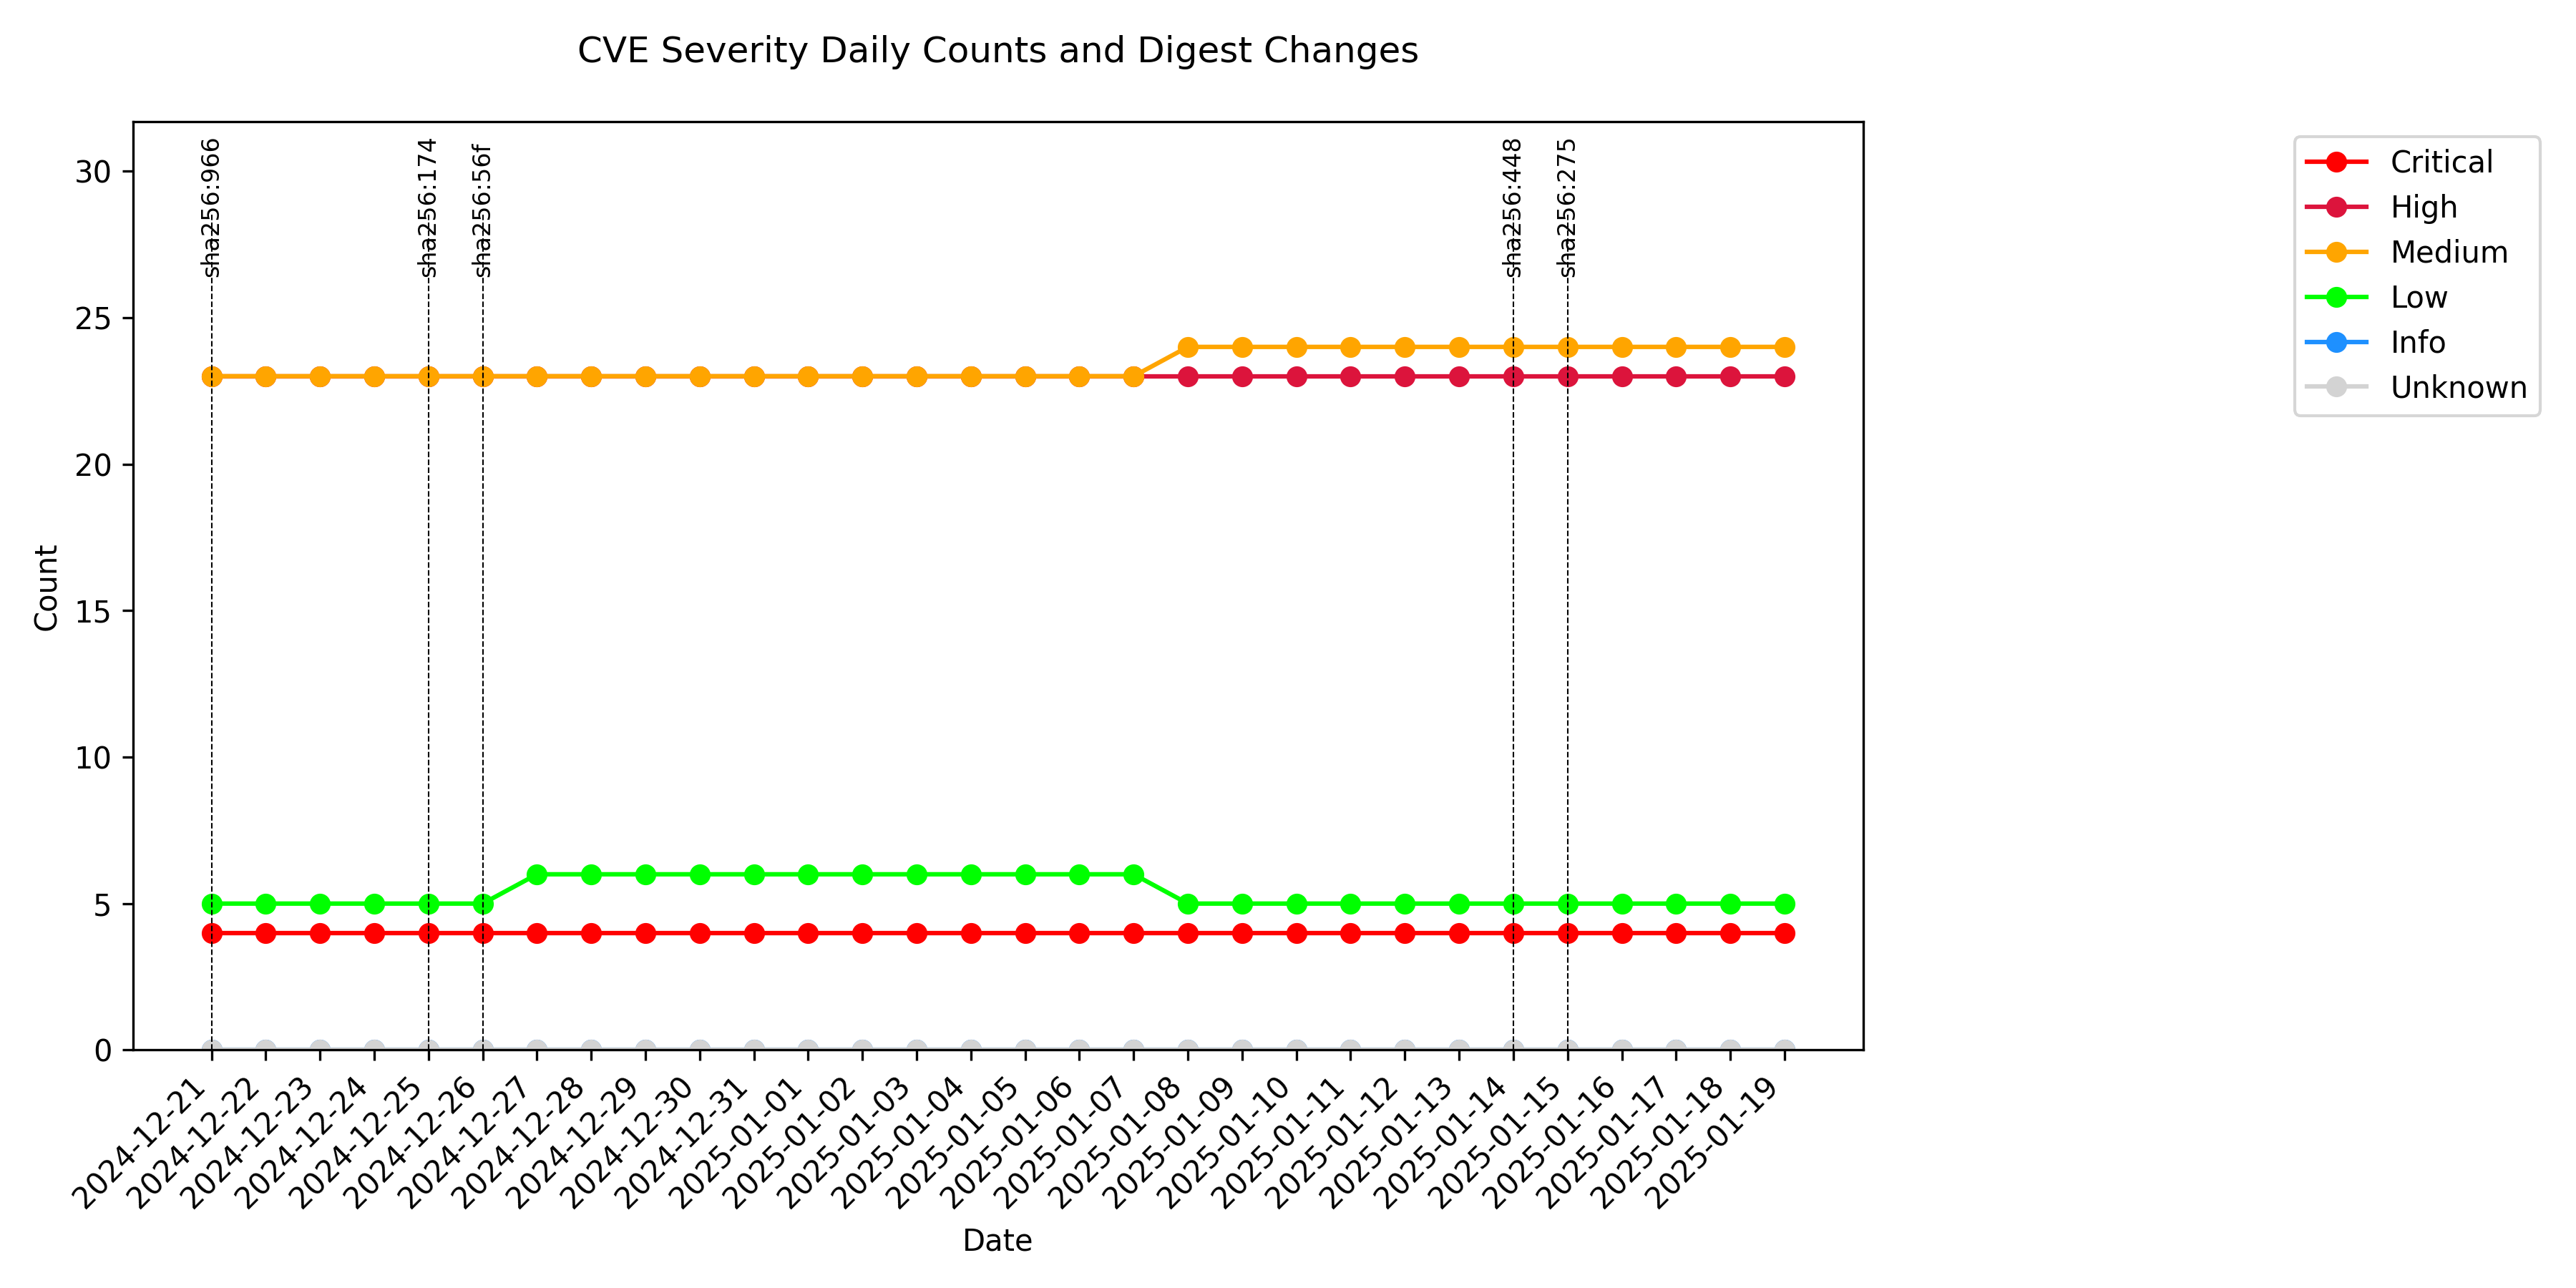 CVE Severity Daily Counts and Digest Changes
sha256:966
sha256:174
sha256:56f
sha256:448
sha256:275
Critical
High
Medium
Low
Info
Unknown
Count
30
25
20
15
10
5
0
2024-12-21
2024-12-22
2024-12-23
2024-12-24
2024-12-25
2024-12-26
2024-12-27
2024-12-28
2024-12-29
2024-12-30
2024-12-31
2025-01-01
2025-01-02
2025-01-03
2025-01-04
2025-01-05
2025-01-06
2025-01-07
2025-01-08
2025-01-09
2025-01-10
2025-01-11
2025-01-12
2025-01-13
2025-01-14
2025-01-15
2025-01-16
2025-01-17
2025-01-18
2025-01-19
Date